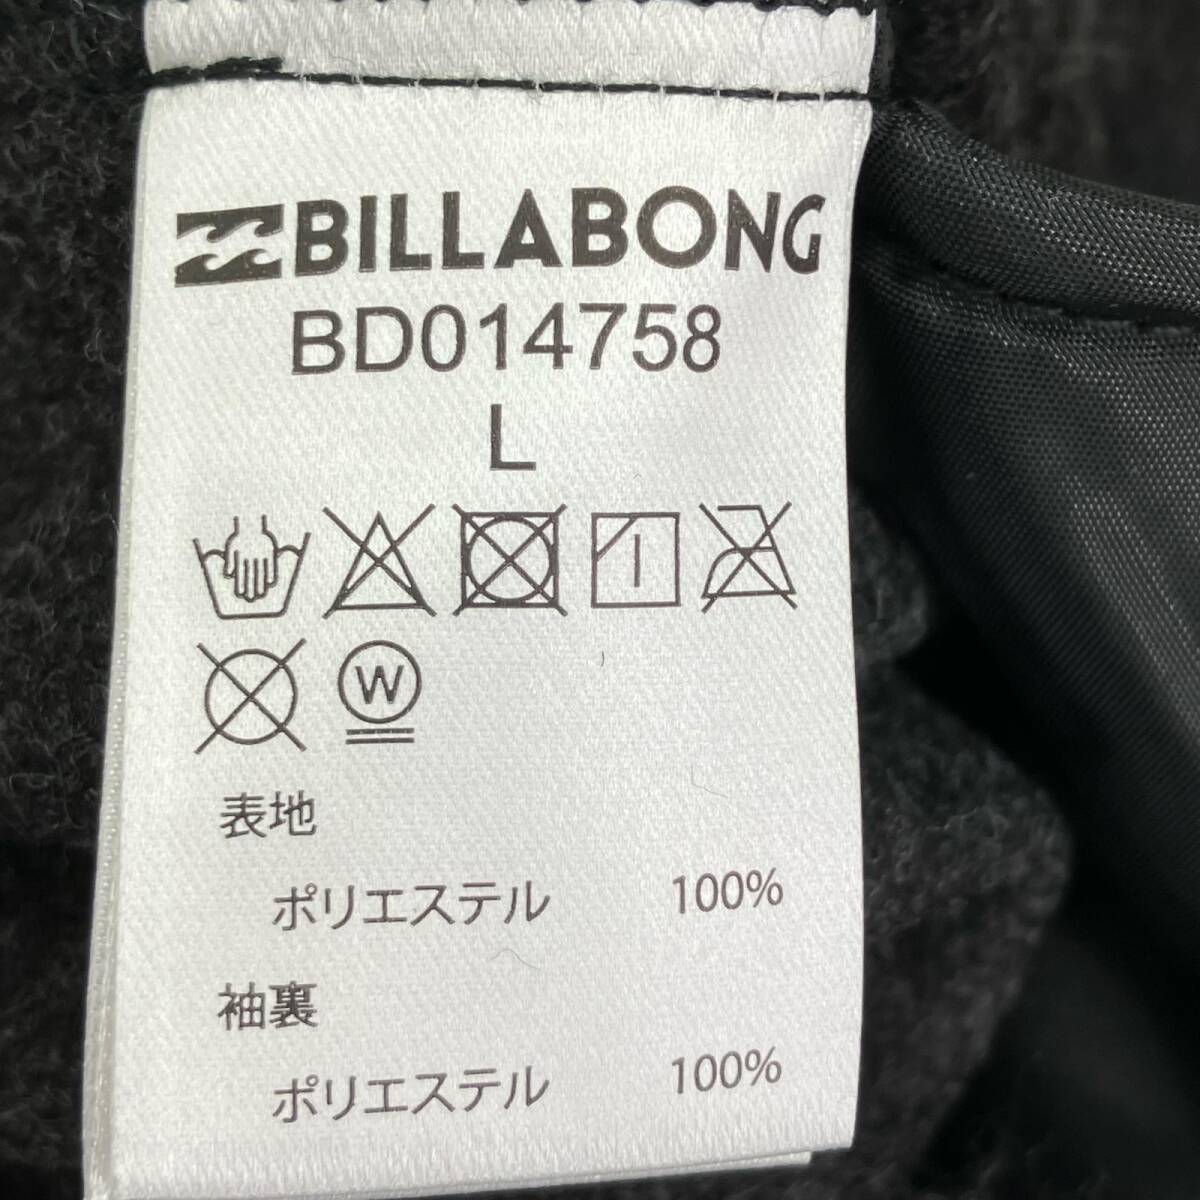 BILLABONG
BD014758
L
W
表地
ポリエステル 100%
袖裏
ポリエステル 100%